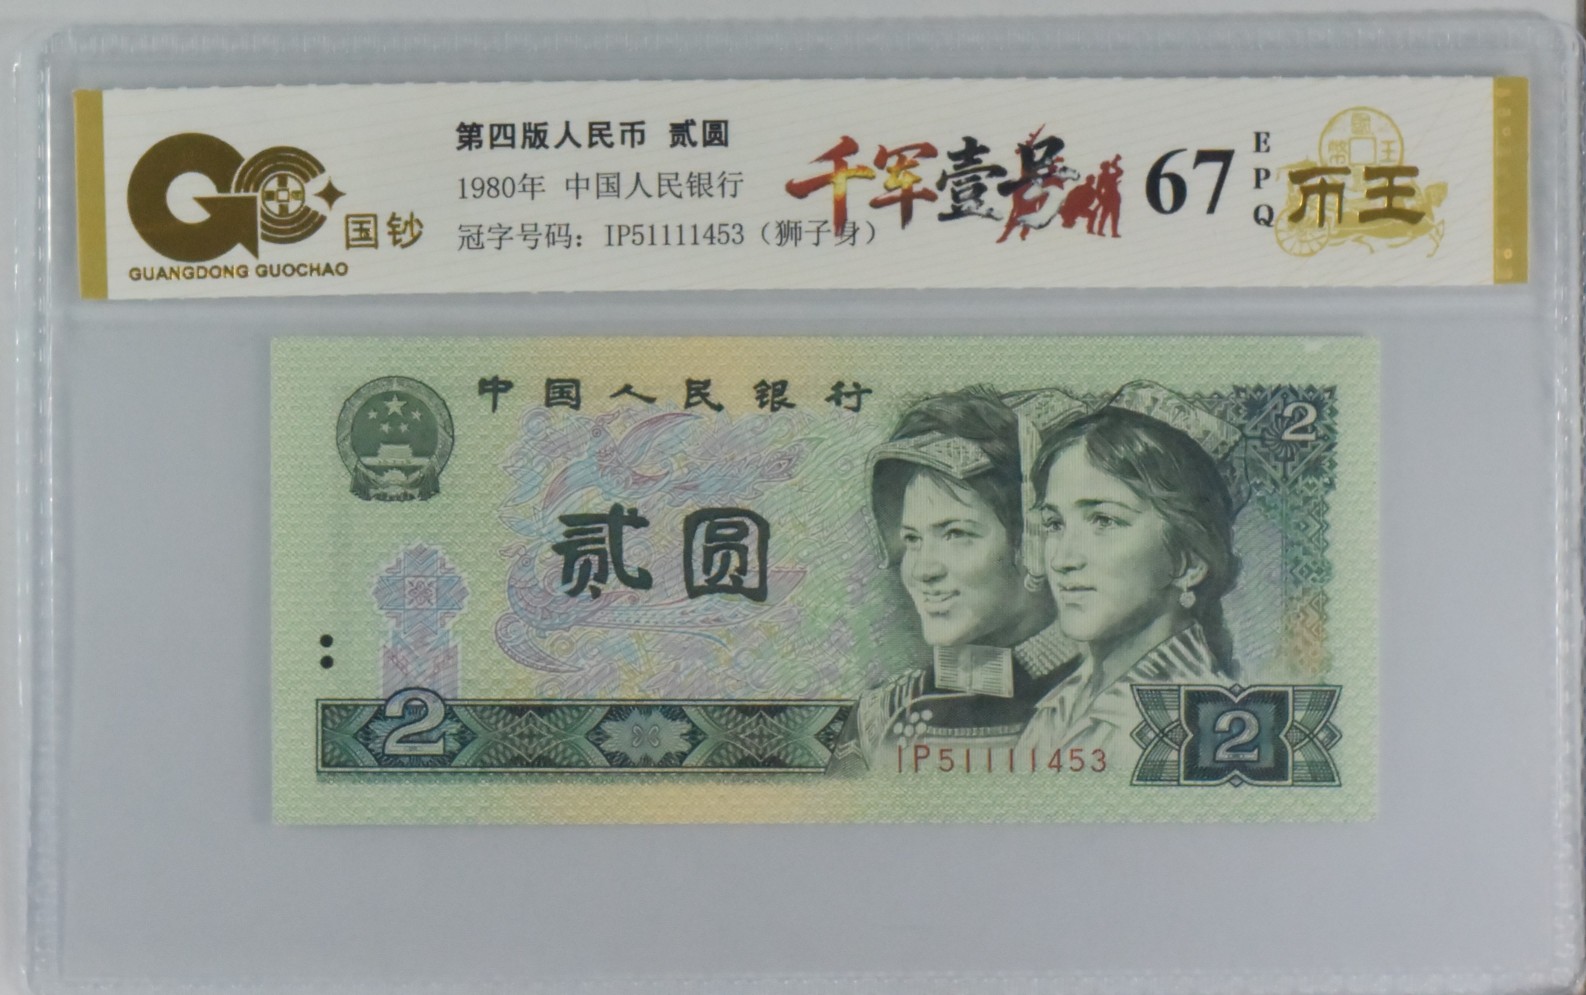 第四版人民币 贰圆
1980年 中国人民银行
冠字号码：IP51111453（狮子身）
国钞
GUANGDONG GUOCHAO
千军壹号
67
EPQ
币王
中国人民银行
贰圆
2
2
2
IP51111453